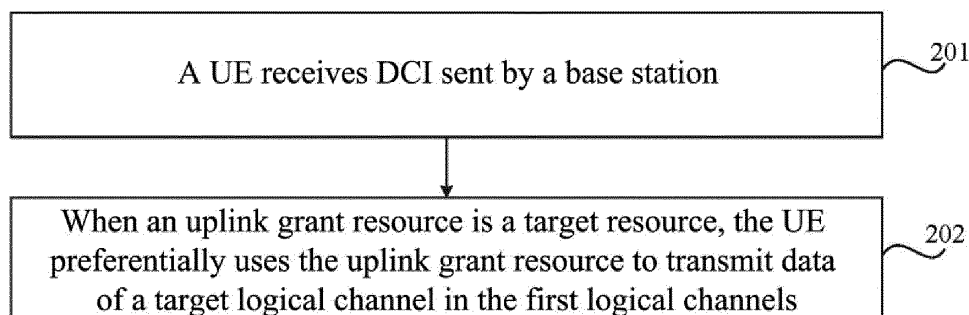 A UE receives DCI sent by a base station
201
When an uplink grant resource is a target resource, the UE
preferentially uses the uplink grant resource to transmit data
of a target logical channel in the first logical channels
202